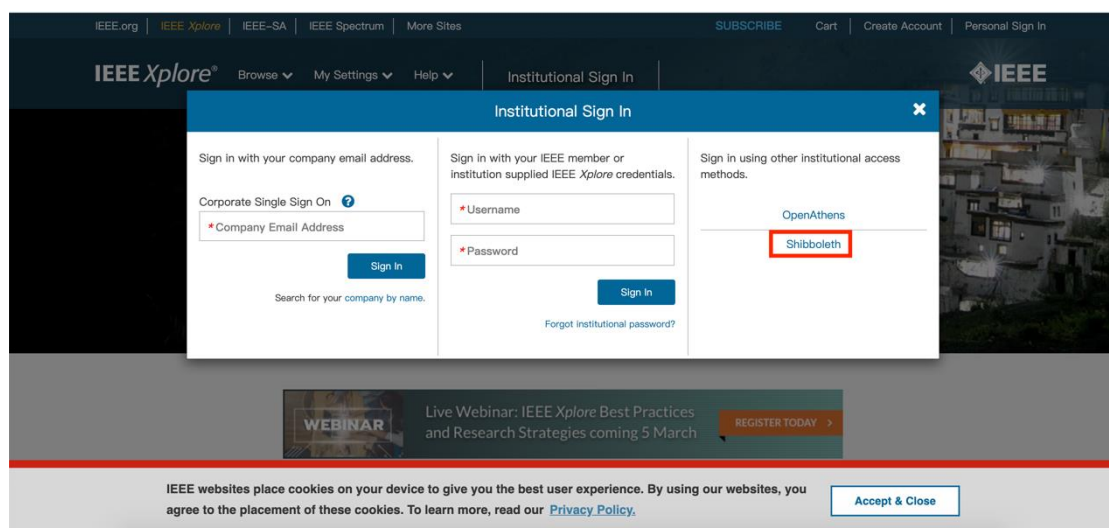 IEEE.org | IEEE Xplore | IEEE-SA | IEEE Spectrum | More Sites
SUBSCRIBE Cart | Create Account | Personal Sign In
IEEE Xplore® Browse My Settings Help | Institutional Sign In |
IEEE
Institutional Sign In
Sign in with your company email address.
Corporate Single Sign On ?
*Company Email Address
Sign In
Search for your company by name.
Sign in with your IEEE member or
institution supplied IEEE Xplore credentials.
*Username
*Password
Sign In
Forgot institutional password?
Sign in using other institutional access
methods.
OpenAthens
Shibboleth
WEBINAR
Live Webinar: IEEE Xplore Best Practices
and Research Strategies coming 5 March
REGISTER TODAY >
IEEE websites place cookies on your device to give you the best user experience. By using our websites, you
agree to the placement of these cookies. To learn more, read our Privacy Policy.
Accept & Close